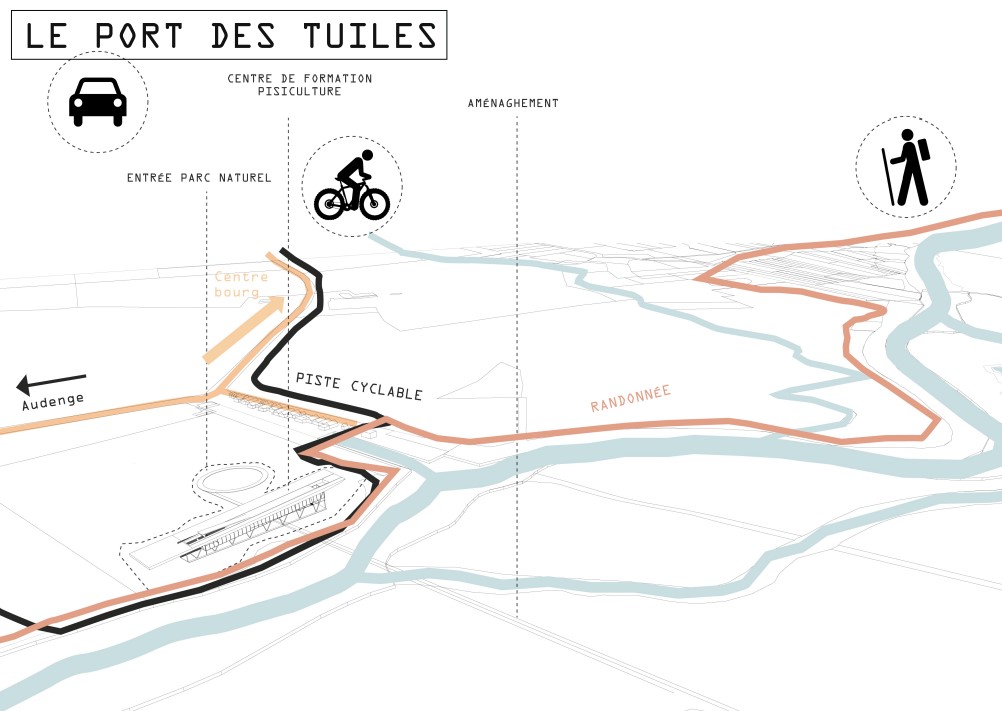 LE PORT DES TUILES
CENTRE DE FORMATION
PISICULTURE
AMÉNAGHEMENT
ENTRÉE PARC NATUREL
Centre
bourg
PISTE CYCLABLE
Audenge
RANDONNÉE